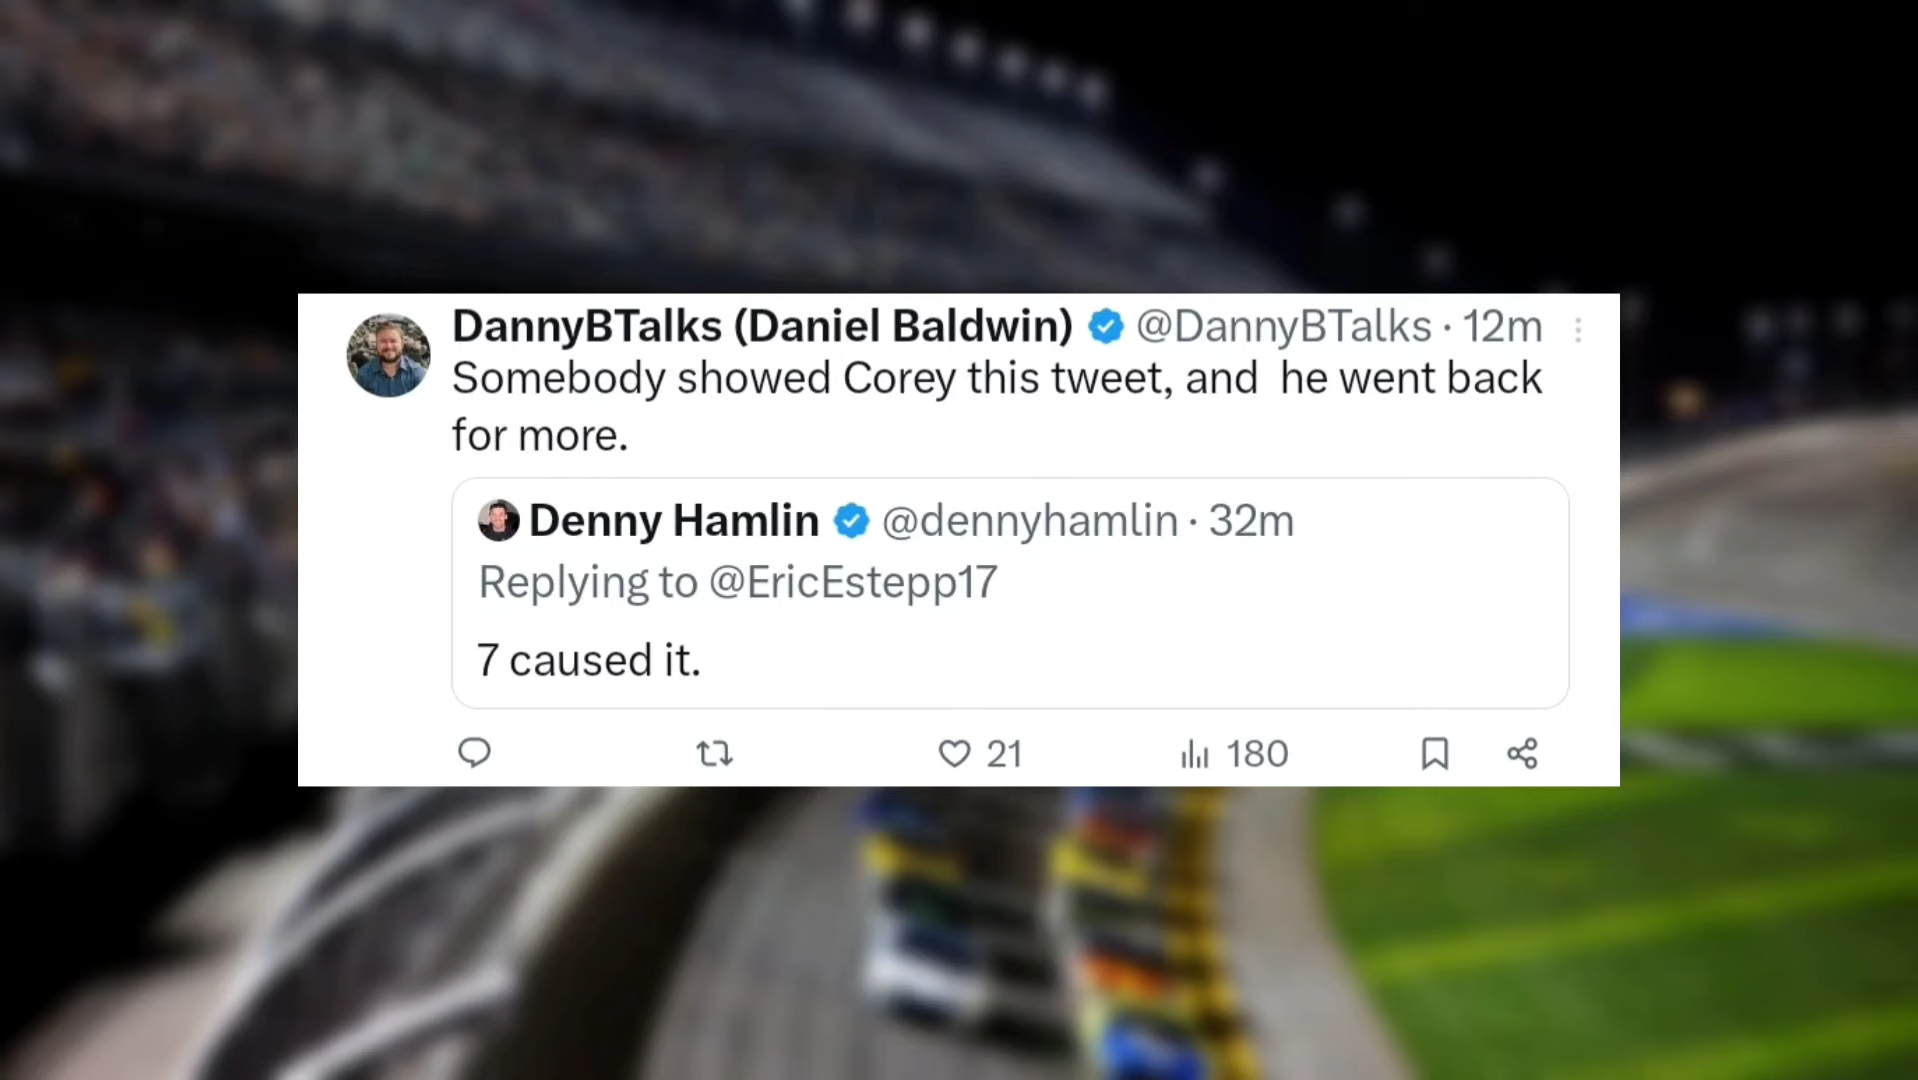 DannyBTalks (Daniel Baldwin) @DannyBTalks · 12m
Somebody showed Corey this tweet, and  he went back
for more.
Denny Hamlin @dennyhamlin · 32m
Replying to @EricEstepp17
7 caused it.
21 180